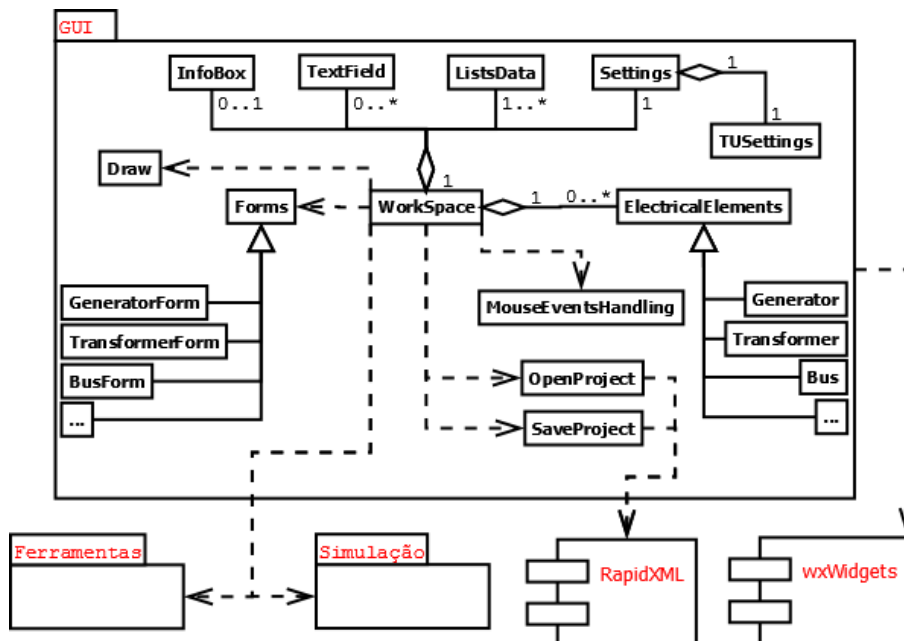 GUI
InfoBox
TextField
ListsData
Settings
1
0..1
0..*
1..*
1
1
TUSettings
Draw
1
Forms
WorkSpace
1
0..*
ElectricalElements
GeneratorForm
TransformerForm
BusForm
...
MouseEventsHandling
Generator
Transformer
Bus
...
OpenProject
SaveProject
Ferramentas
Simulação
RapidXML
wxWidgets